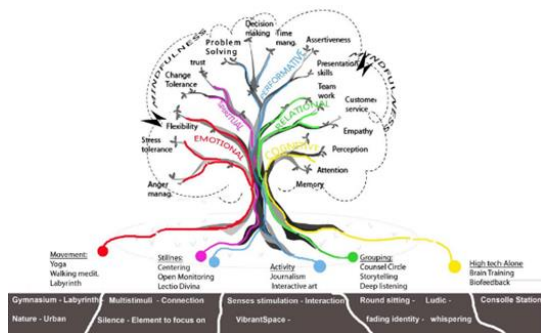 Decision
making
Time
mang.
Assertiveness
Problem
Solving
MINDFULNESS
trust
PERFORMATIVE
Presentation
skills
Change
Tolerance
Team
work
SPIRITUAL
RELATIONAL
Customer
service
MINDFULNESS
Flexibility
Empathy
Stress
tolerance
EMOTIONAL
COGNITIVE
Perception
Attention
Anger
manag.
Memory
Movement:
Yoga
Walking medit.
Labyrinth
Stillnes:
Centering
Open Monitoring
Lectio Divina
Activity
Journalism
Interactive art
Grouping:
Counsel Circle
Storytelling
Deep listening
High tech Alone
Brain Training
Biofeedback
Gymnasium - Labyrinth-
Nature - Urban
Multistimuli - Connection
Silence - Element to focus on
Senses stimulation - Interaction
VibrantSpace -
Round sitting - Ludic -
fading identity - whispering
Consolle Station